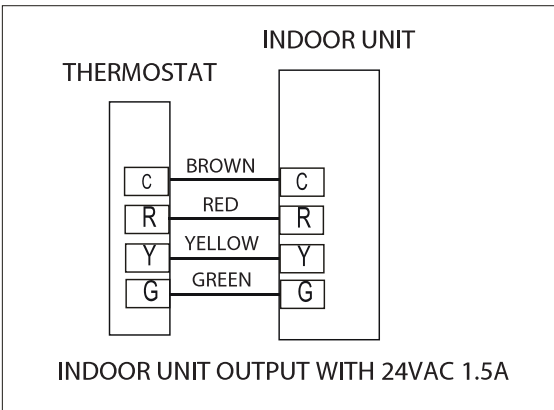 INDOOR UNIT
THERMOSTAT
BROWN
C C
RED
R R
YELLOW
Y Y
GREEN
G G
INDOOR UNIT OUTPUT WITH 24VAC 1.5A